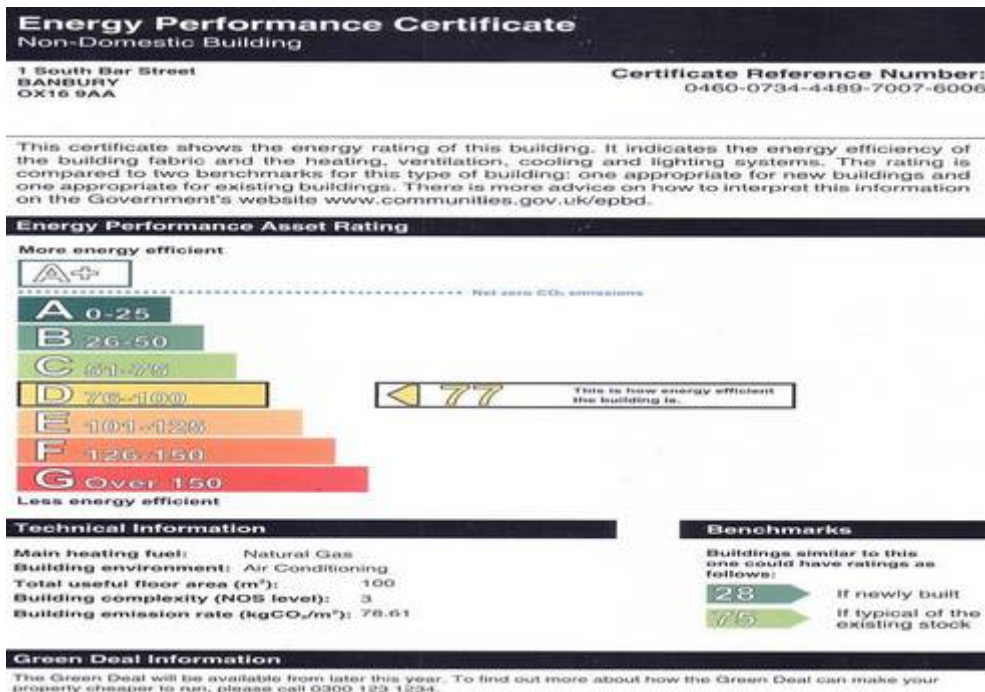 Energy Performance Certificate
Non-Domestic Building
1 South Bar Street
BANBURY
OX16 9AA
Certificate Reference Number:
0460-0734-4489-7007-6006
This certificate shows the energy rating of this building. It indicates the energy efficiency of
the building fabric and the heating, ventilation, cooling and lighting systems. The rating is
compared to two benchmarks for this type of building: one appropriate for new buildings and
one appropriate for existing buildings. There is more advice on how to interpret this information
on the Government's website www.communities.gov.uk/epbd.
Energy Performance Asset Rating
More energy efficient
A+
Net zero CO₂ emissions
A 0-25
B 26-50
C 51-75
D 76-100
77
This is how energy efficient
the building is.
E 101-125
F 126-150
G Over 150
Less energy efficient
Technical Information
Main heating fuel: Natural Gas
Building environment: Air Conditioning
Total useful floor area (m²): 100
Building complexity (NOS level): 3
Building emission rate (kgCO₂/m²): 78.61
Benchmarks
Buildings similar to this
one could have ratings as
follows:
28 If newly built
75 If typical of the
existing stock
Green Deal Information
The Green Deal will be available from later this year. To find out more about how the Green Deal can make your
property cheaper to run, please call 0300 123 1234.